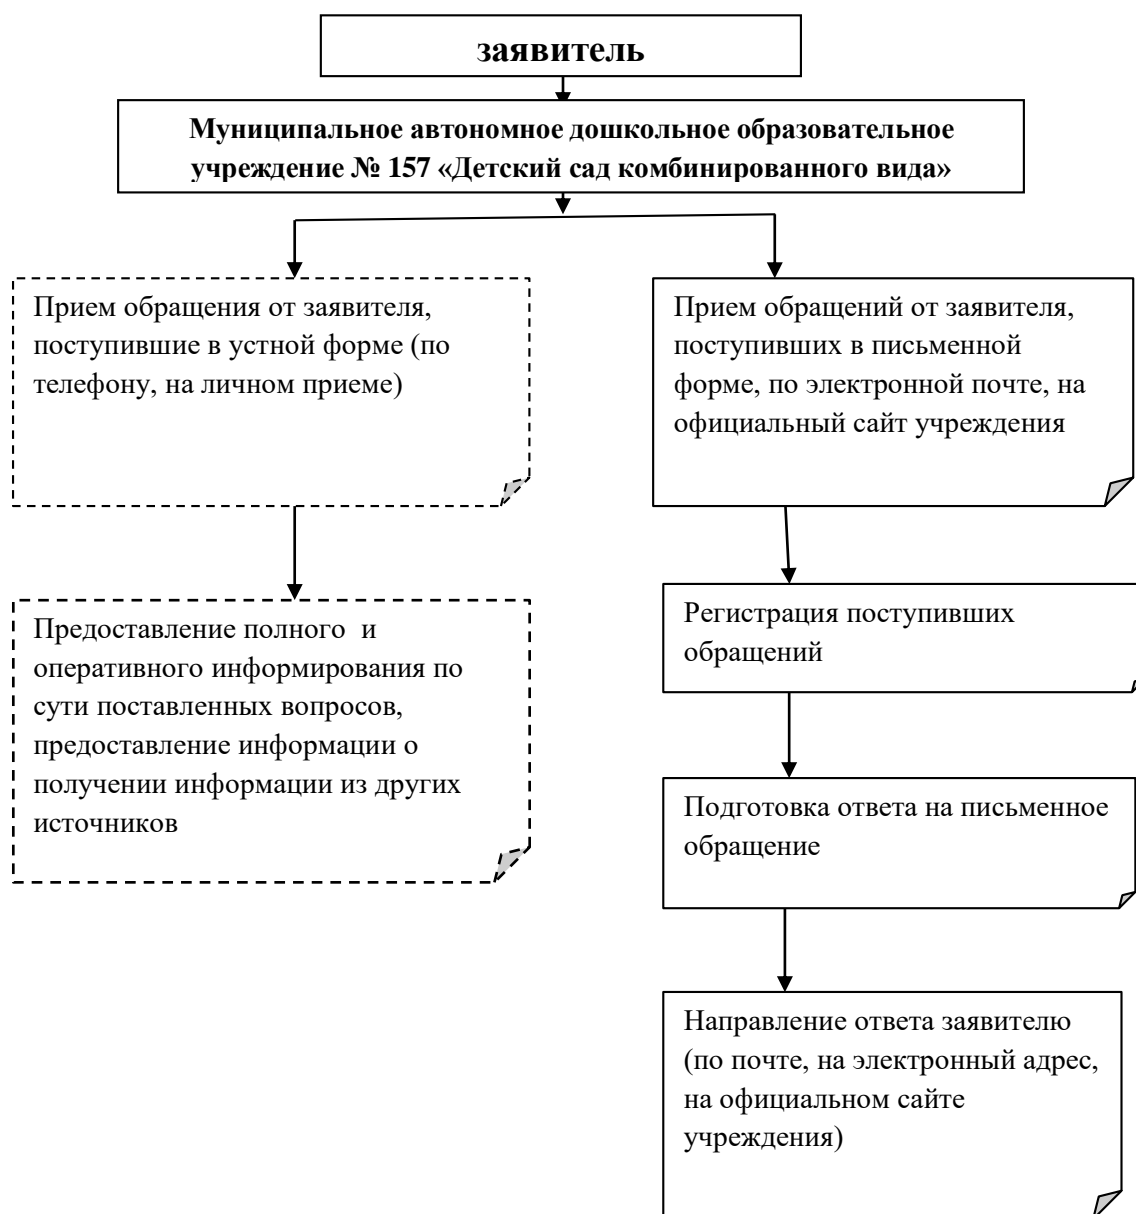 заявитель
Муниципальное автономное дошкольное образовательное
учреждение № 157 «Детский сад комбинированного вида»
Прием обращения от заявителя,
поступившие в устной форме (по
телефону, на личном приеме)
Прием обращений от заявителя,
поступивших в письменной
форме, по электронной почте, на
официальный сайт учреждения
Предоставление полного и
оперативного информирования по
сути поставленных вопросов,
предоставление информации о
получении информации из других
источников
Регистрация поступивших
обращений
Подготовка ответа на письменное
обращение
Направление ответа заявителю
(по почте, на электронный адрес,
на официальном сайте
учреждения)